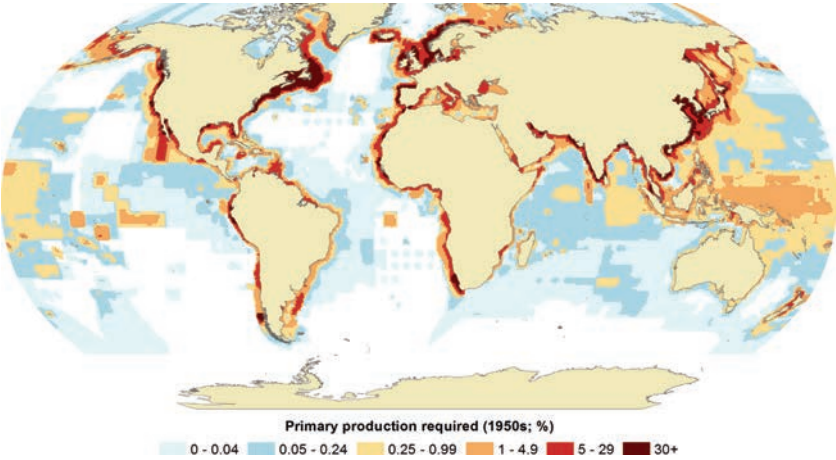 Primary production required (1950s; %)
0 - 0.04 0.05 - 0.24 0.25 - 0.99 1 - 4.9 5 - 29 30+